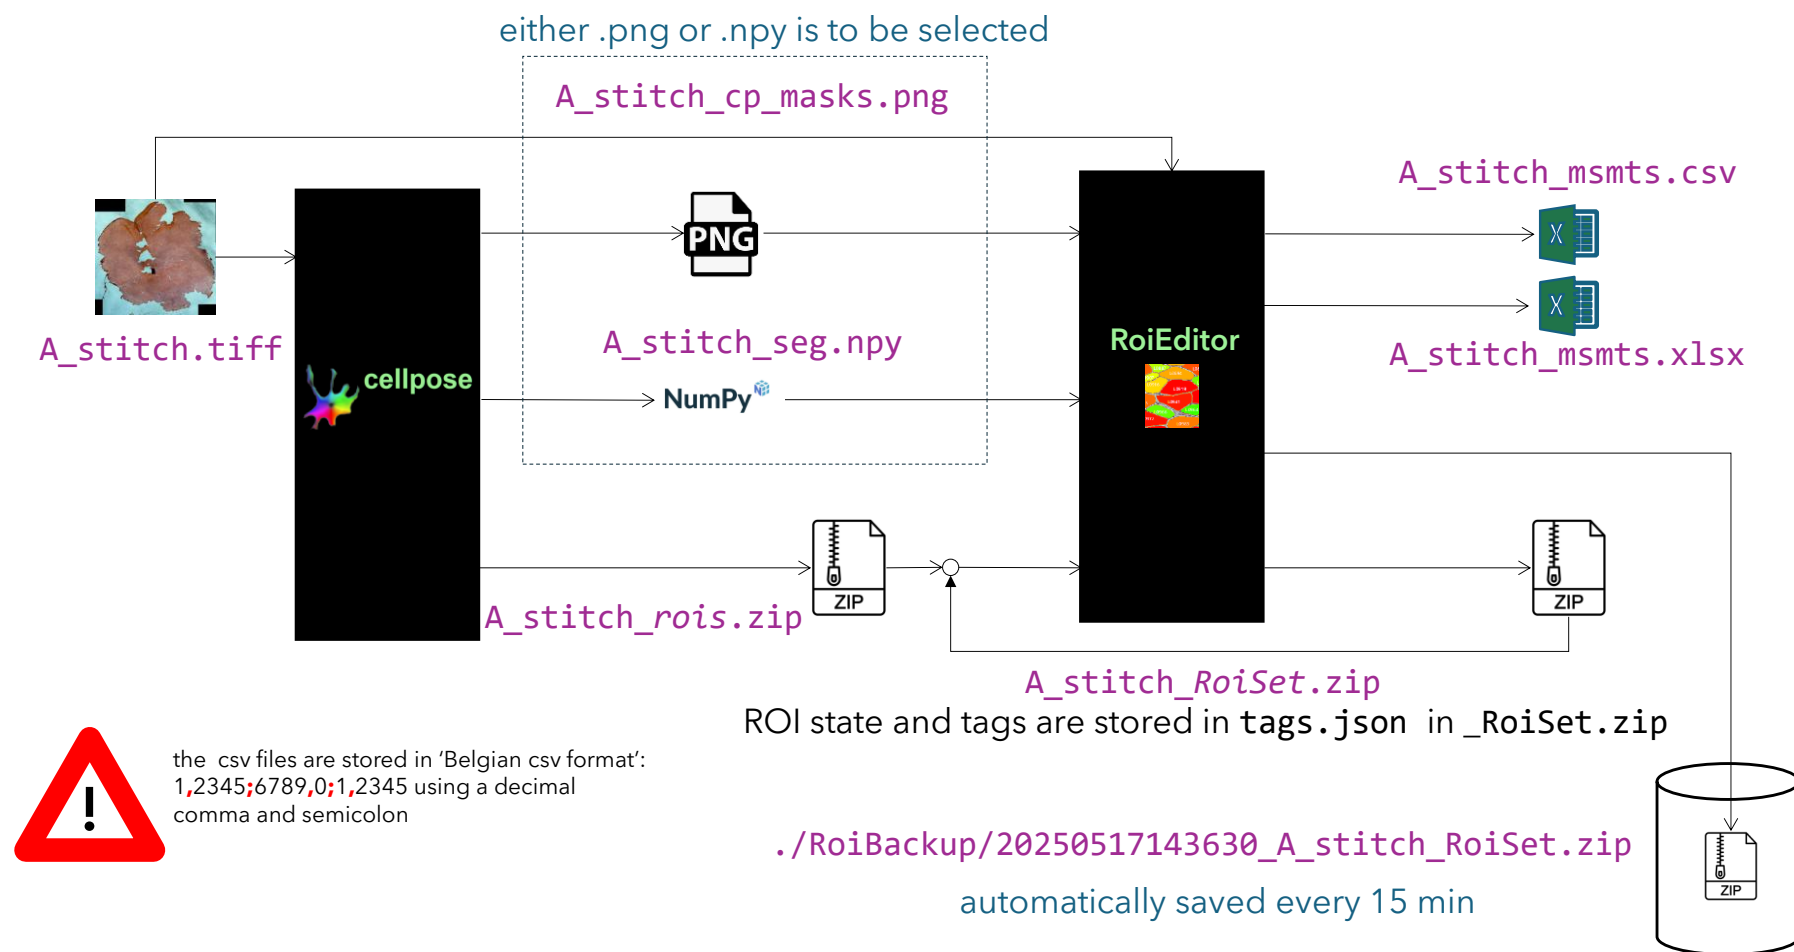 either .png or .npy is to be selected
A_stitch_cp_masks.png
A_stitch_msmts.csv
PNG
X
X
A_stitch.tiff
A_stitch_seg.npy
RoiEditor
A_stitch_msmts.xlsx
cellpose
NumPy
ZIP
ZIP
A_stitch_rois.zip
A_stitch_RoiSet.zip
ROI state and tags are stored in tags.json in _RoiSet.zip
!
the csv files are stored in ‘Belgian csv format’:
1,2345;6789,0;1,2345 using a decimal
comma and semicolon
./RoiBackup/20250517143630_A_stitch_RoiSet.zip
ZIP
automatically saved every 15 min